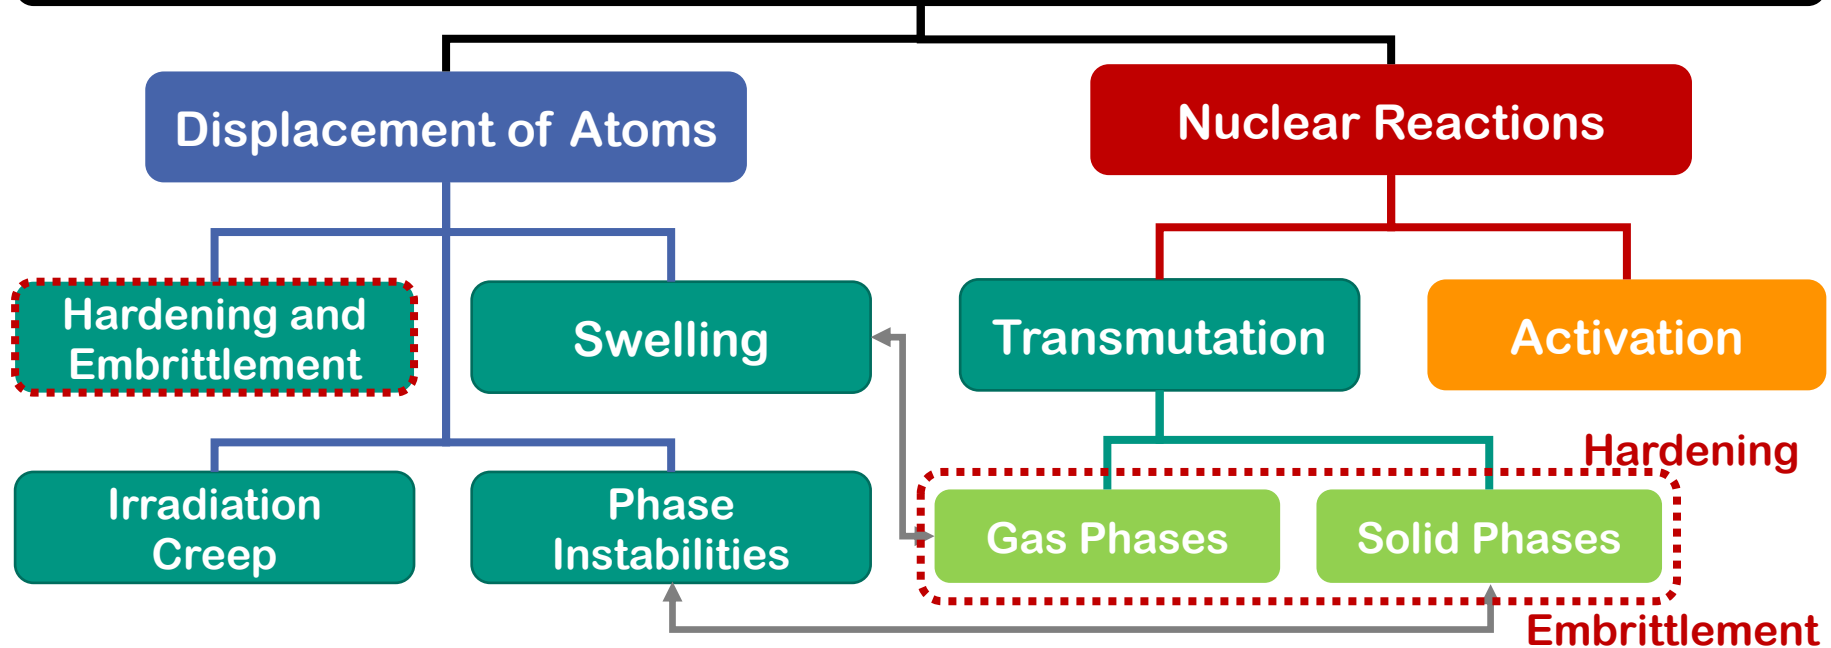 Displacement of Atoms
Nuclear Reactions
Hardening and
Embrittlement
Swelling
Transmutation
Activation
Irradiation
Creep
Phase
Instabilities
Gas Phases
Solid Phases
Hardening
Embrittlement